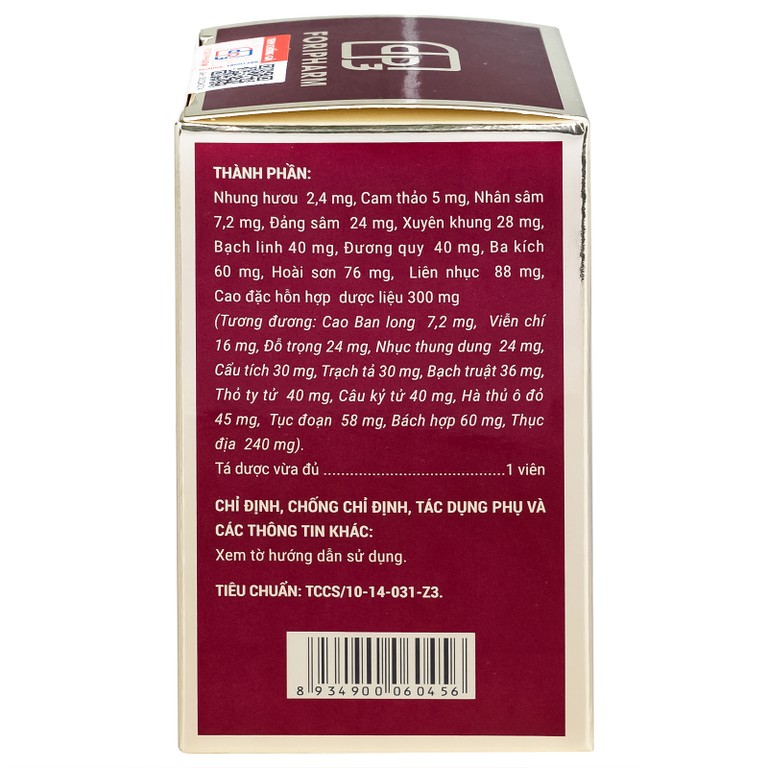 FORIPHARM
THÀNH PHẦN:
Nhung hươu 2,4 mg, Cam thảo 5 mg, Nhân sâm
7,2 mg, Đảng sâm 24 mg, Xuyên khung 28 mg,
Bạch linh 40 mg, Đương quy 40 mg, Ba kích
60 mg, Hoài sơn 76 mg, Liên nhục 88 mg,
Cao đặc hỗn hợp dược liệu 300 mg
(Tương đương: Cao Ban long 7,2 mg, Viễn chí
16 mg, Đỗ trọng 24 mg, Nhục thung dung 24 mg,
Cẩu tích 30 mg, Trạch tả 30 mg, Bạch truật 36 mg,
Thỏ ty tử 40 mg, Câu kỷ tử 40 mg, Hà thủ ô đỏ
45 mg, Tục đoạn 58 mg, Bách hợp 60 mg, Thục
địa 240 mg).
Tá dược vừa đủ ..........................................1 viên
CHỈ ĐỊNH, CHỐNG CHỈ ĐỊNH, TÁC DỤNG PHỤ VÀ
CÁC THÔNG TIN KHÁC:
Xem tờ hướng dẫn sử dụng.
TIÊU CHUẨN: TCCS/10-14-031-Z3.
8 934900 060456